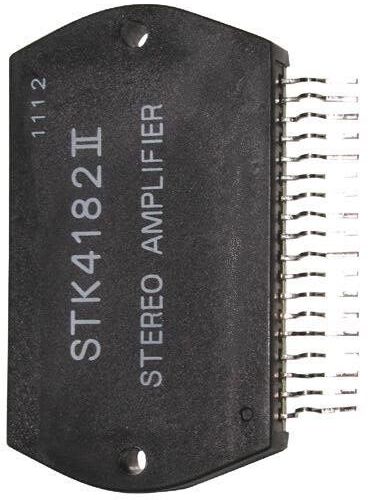 1112
STK4182II
STEREO AMPLIFIER